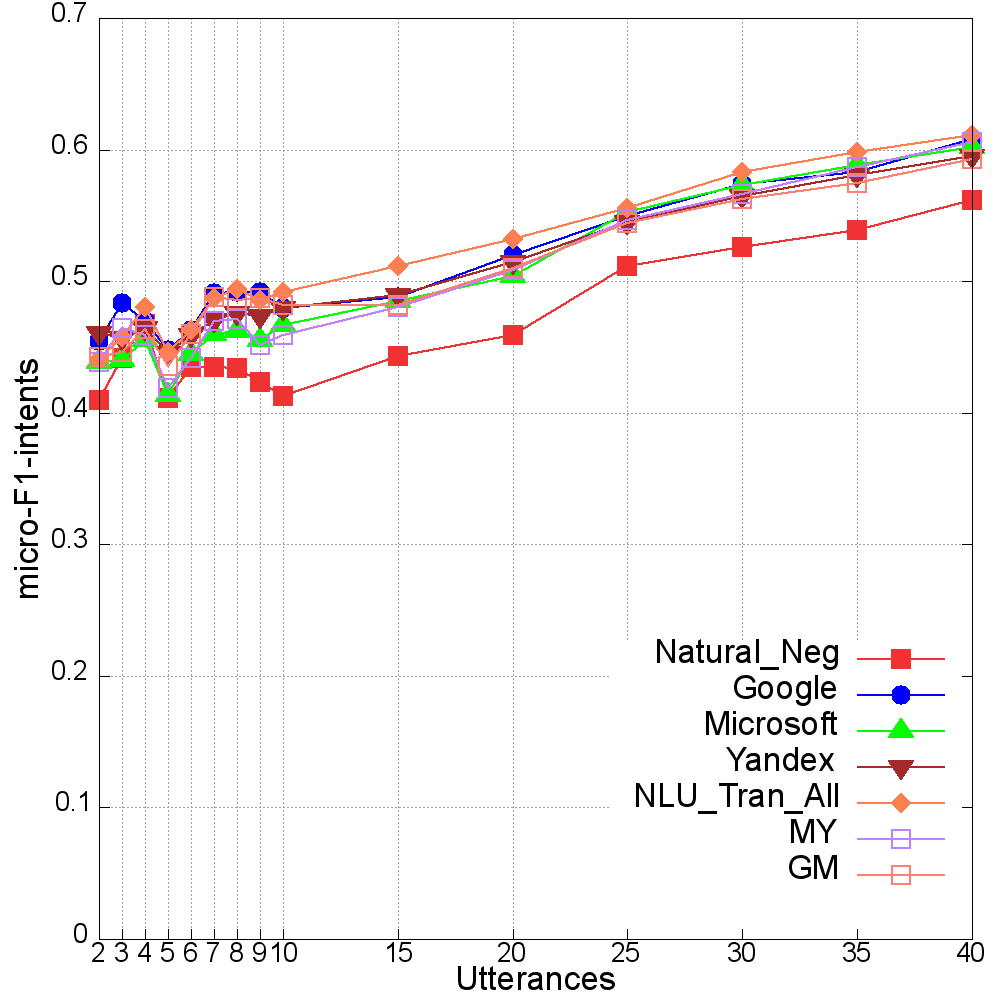 0.7
0.6
0.5
0.4
0.3
0.2
0.1
0
micro-F1-intents
Natural_Neg
Google
Microsoft
Yandex
NLU_Tran_All
MY
GM
2 3 4 5 6 7 8 9 10 15 20 25 30 35 40
Utterances